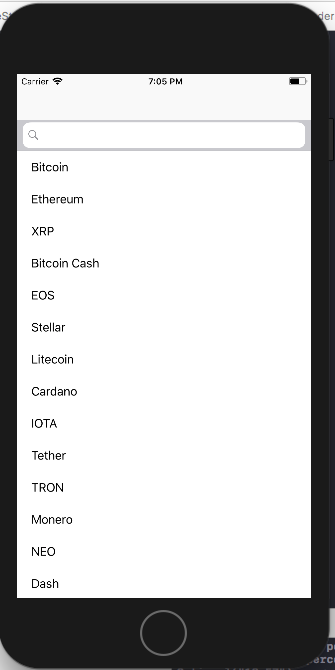 Carrier 7:05 PM
Bitcoin
Ethereum
XRP
Bitcoin Cash
EOS
Stellar
Litecoin
Cardano
IOTA
Tether
TRON
Monero
NEO
Dash